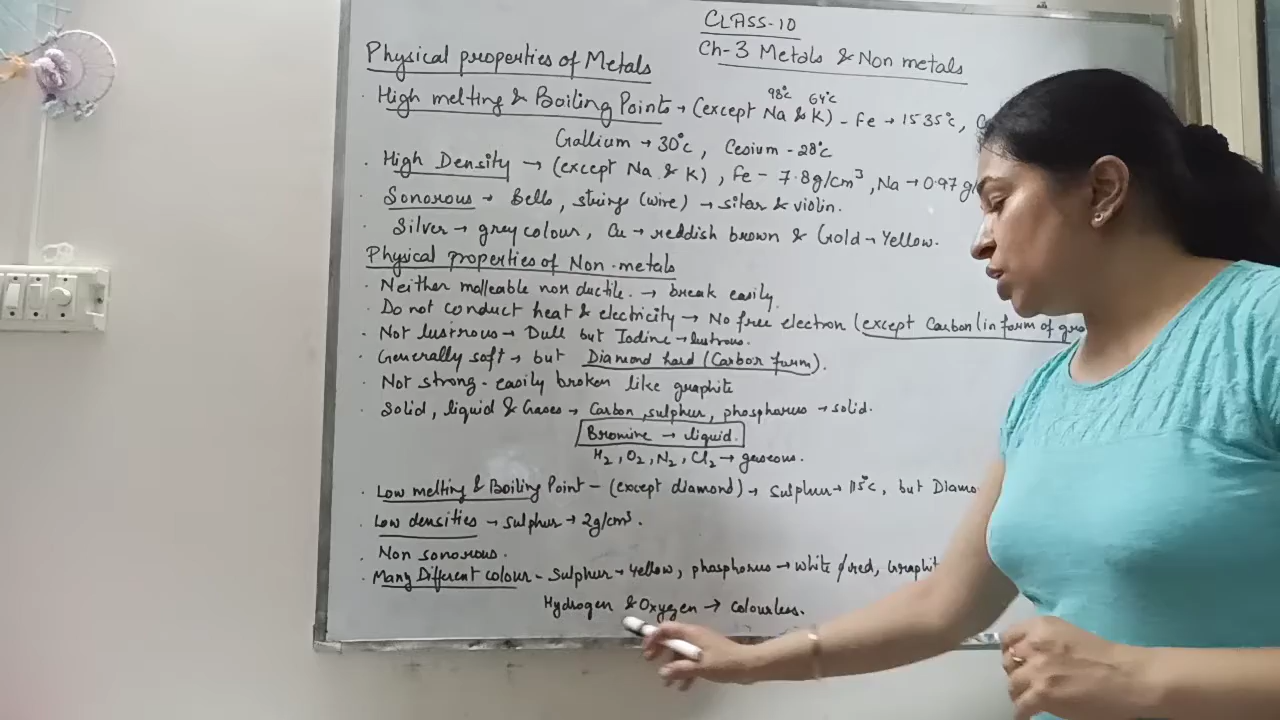 CLASS-10
Ch-3 Metals & Non metals
Physical properties of Metals
· High melting & Boiling Points → (except Na & K) - Fe → 1535°C,
98°C 64°C
Gallium → 30°C, Cesium - 28°C
· High Density → (except Na & K), Fe - 7.8g/cm³, Na → 0.97 g/
· Sonorous → Bells, strings (wire) → sitar & violin.
· Silver → grey colour, Cu → reddish brown & Gold → Yellow.
Physical properties of Non-metals
· Neither malleable nor ductile. → break easily.
· Do not conduct heat & electricity → No free electron (except Carbon (in form of
· Not lustrous → Dull but Iodine → lustrous.
· Generally soft → but Diamond hard (Carbon form).
· Not strong - easily broken like graphite
· Solid, liquid & Gases → Carbon, sulphur, phosphorus → solid.
Bromine → liquid.
H₂, O₂, N₂, Cl₂ → gaseous.
· Low melting & Boiling Point - (except diamond) → Sulphur → 115°C, but
· Low densities → sulphur → 2g/cm³.
· Non sonorous.
· Many Different colour - Sulphur → Yellow, phosphorus → white / red,
Hydrogen & Oxygen → colourless.